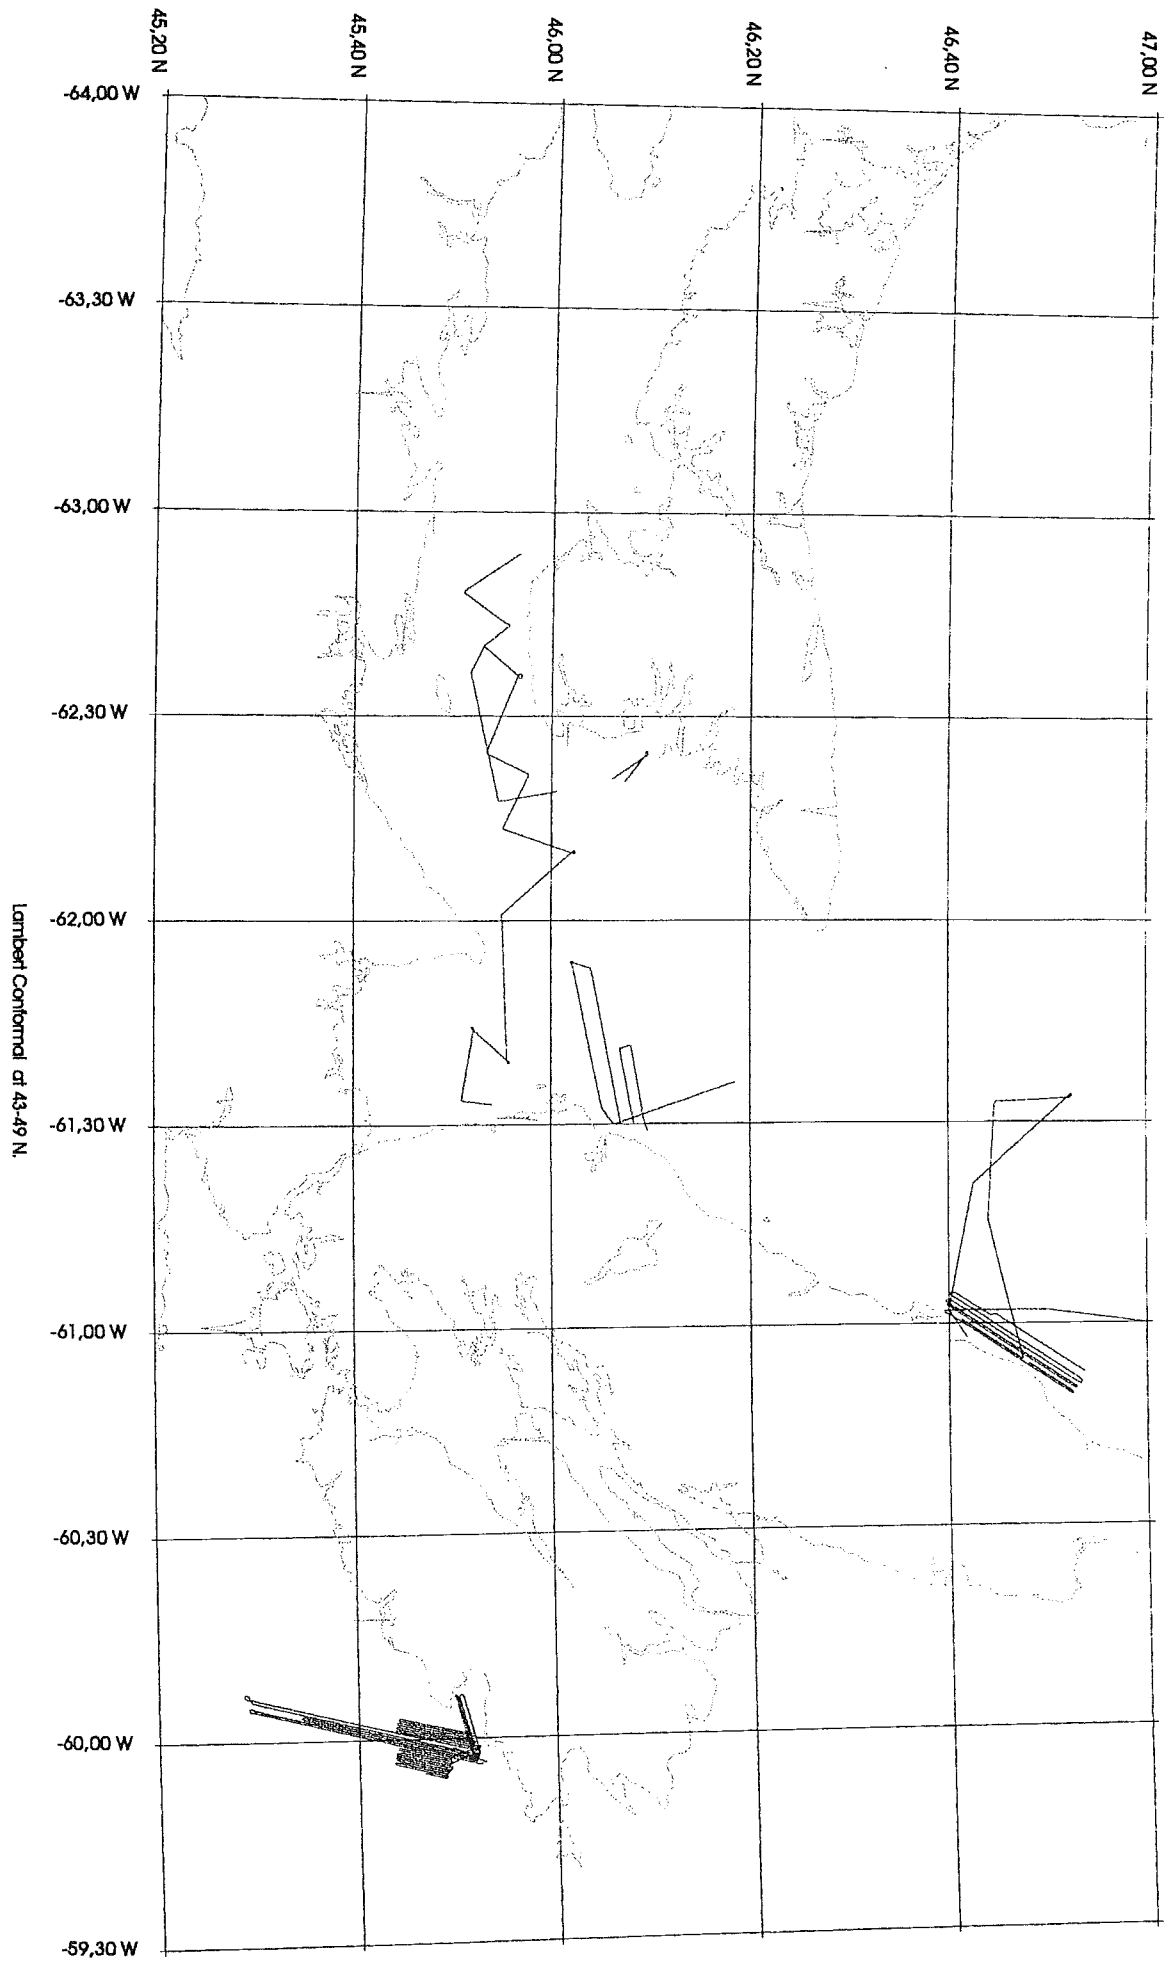 45,20 N
45,40 N
46,00 N
46,20 N
46,40 N
47,00 N
-64,00 W
-63,30 W
-63,00 W
-62,30 W
-62,00 W
-61,30 W
-61,00 W
-60,30 W
-60,00 W
-59,30 W
Lambert Conformal at 43-49 N.